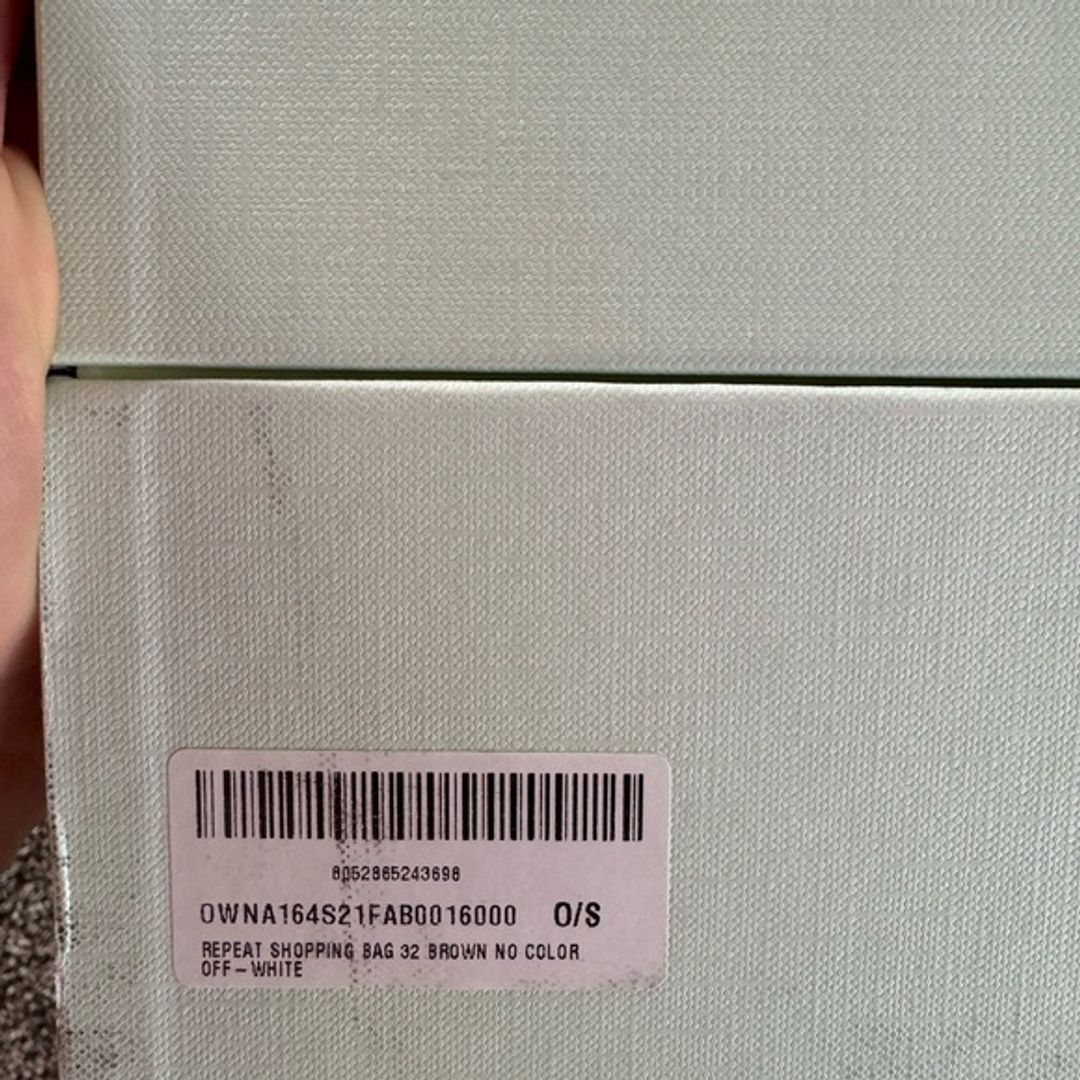 8052865243698
OWNA164S21FAB0016000 O/S
REPEAT SHOPPING BAG 32 BROWN NO COLOR
OFF-WHITE